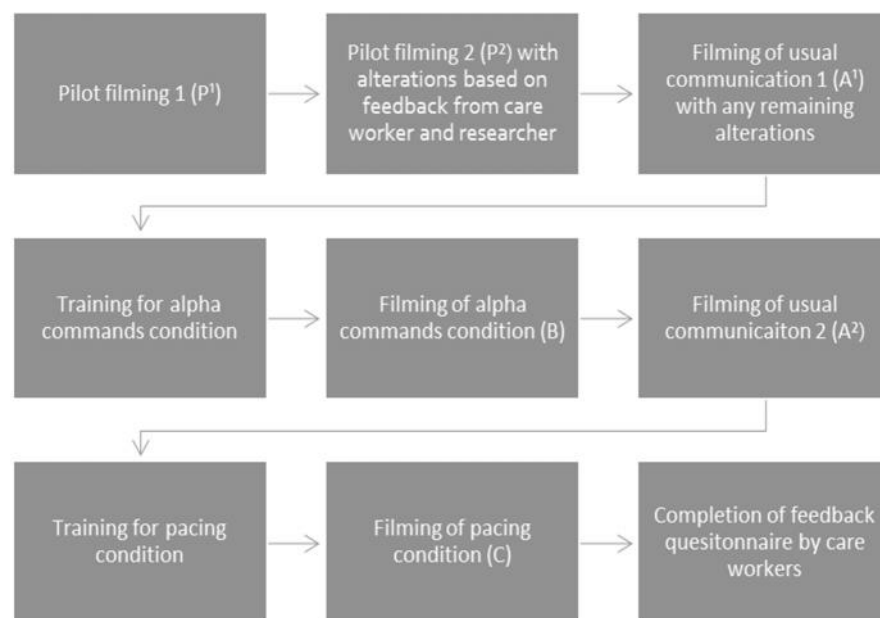 Pilot filming 1 (P¹)
Pilot filming 2 (P²) with
alterations based on
feedback from care
worker and researcher
Filming of usual
communication 1 (A¹)
with any remaining
alterations
Training for alpha
commands condition
Filming of alpha
commands condition (B)
Filming of usual
communicaiton 2 (A²)
Training for pacing
condition
Filming of pacing
condition (C)
Completion of feedback
quesitonnaire by care
workers